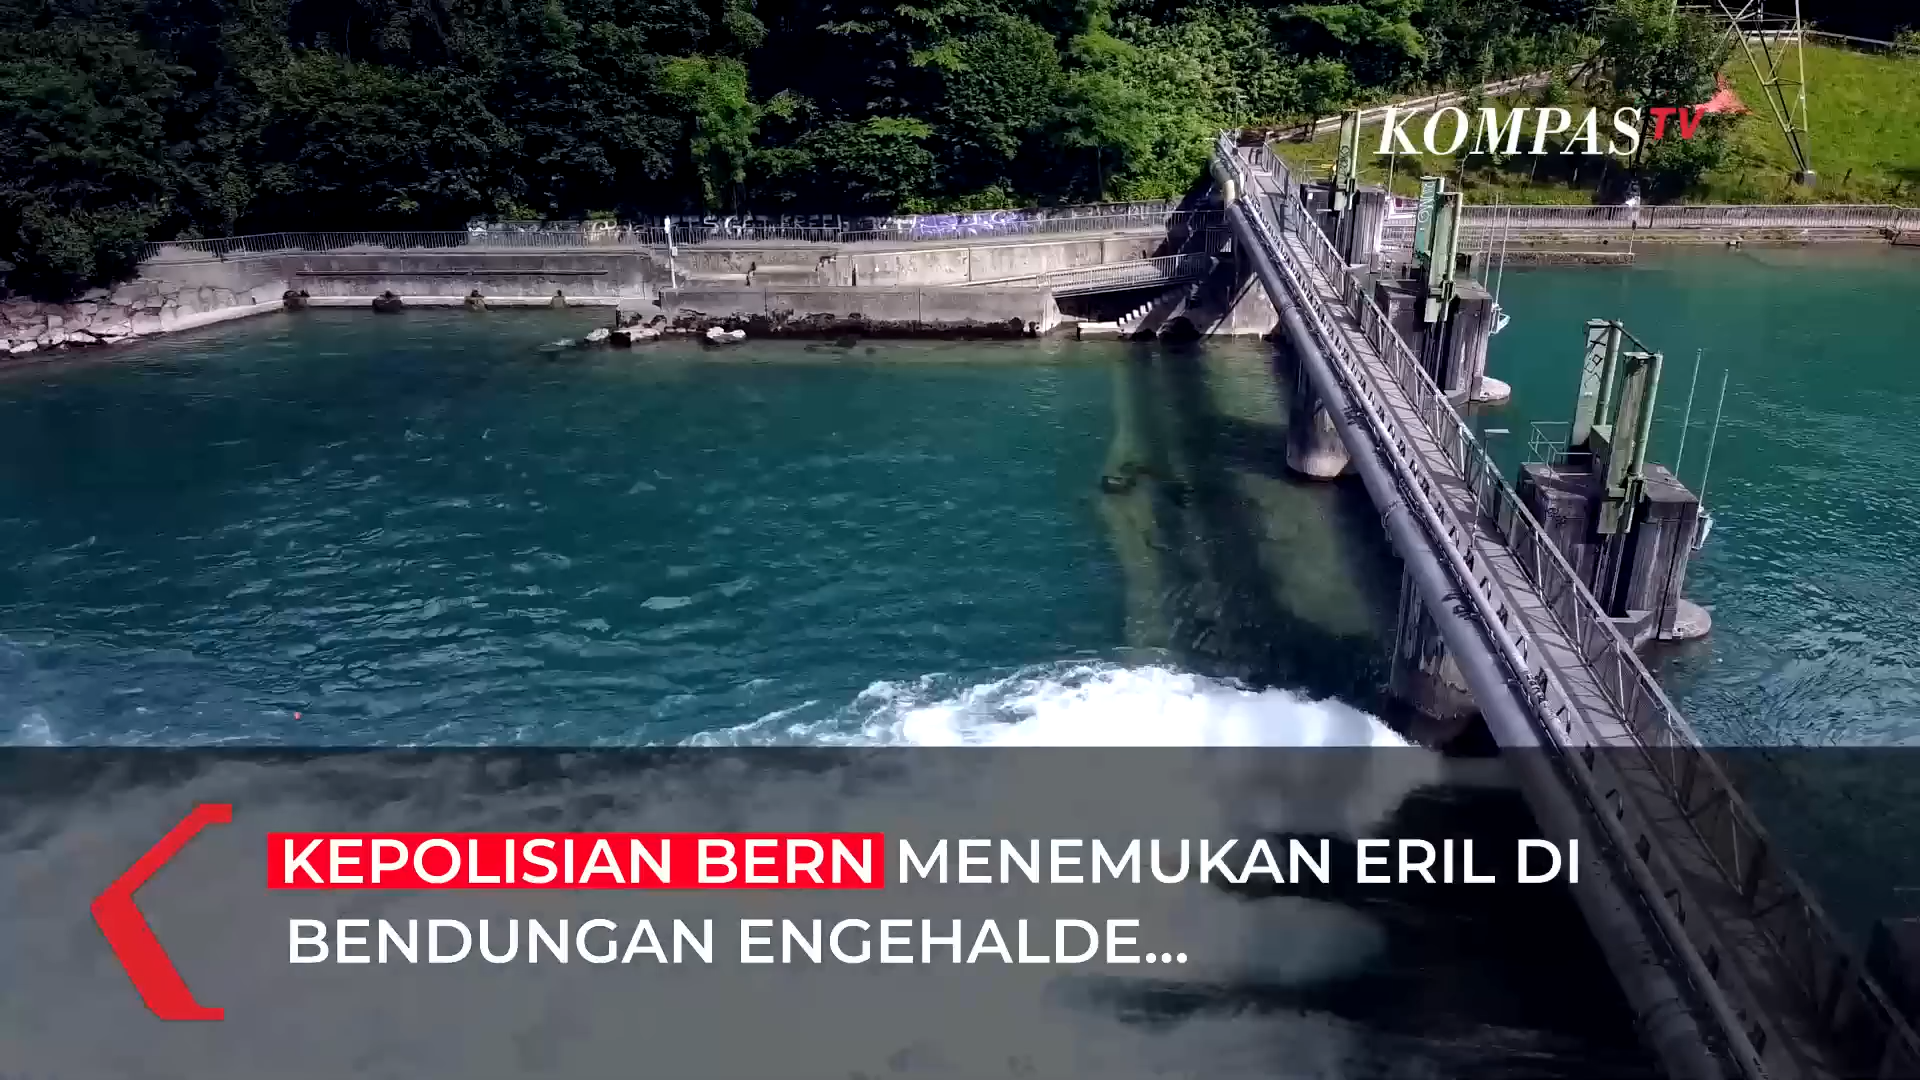 KOMPASTV
KEPOLISIAN BERN MENEMUKAN ERIL DI
BENDUNGAN ENGEHALDE...